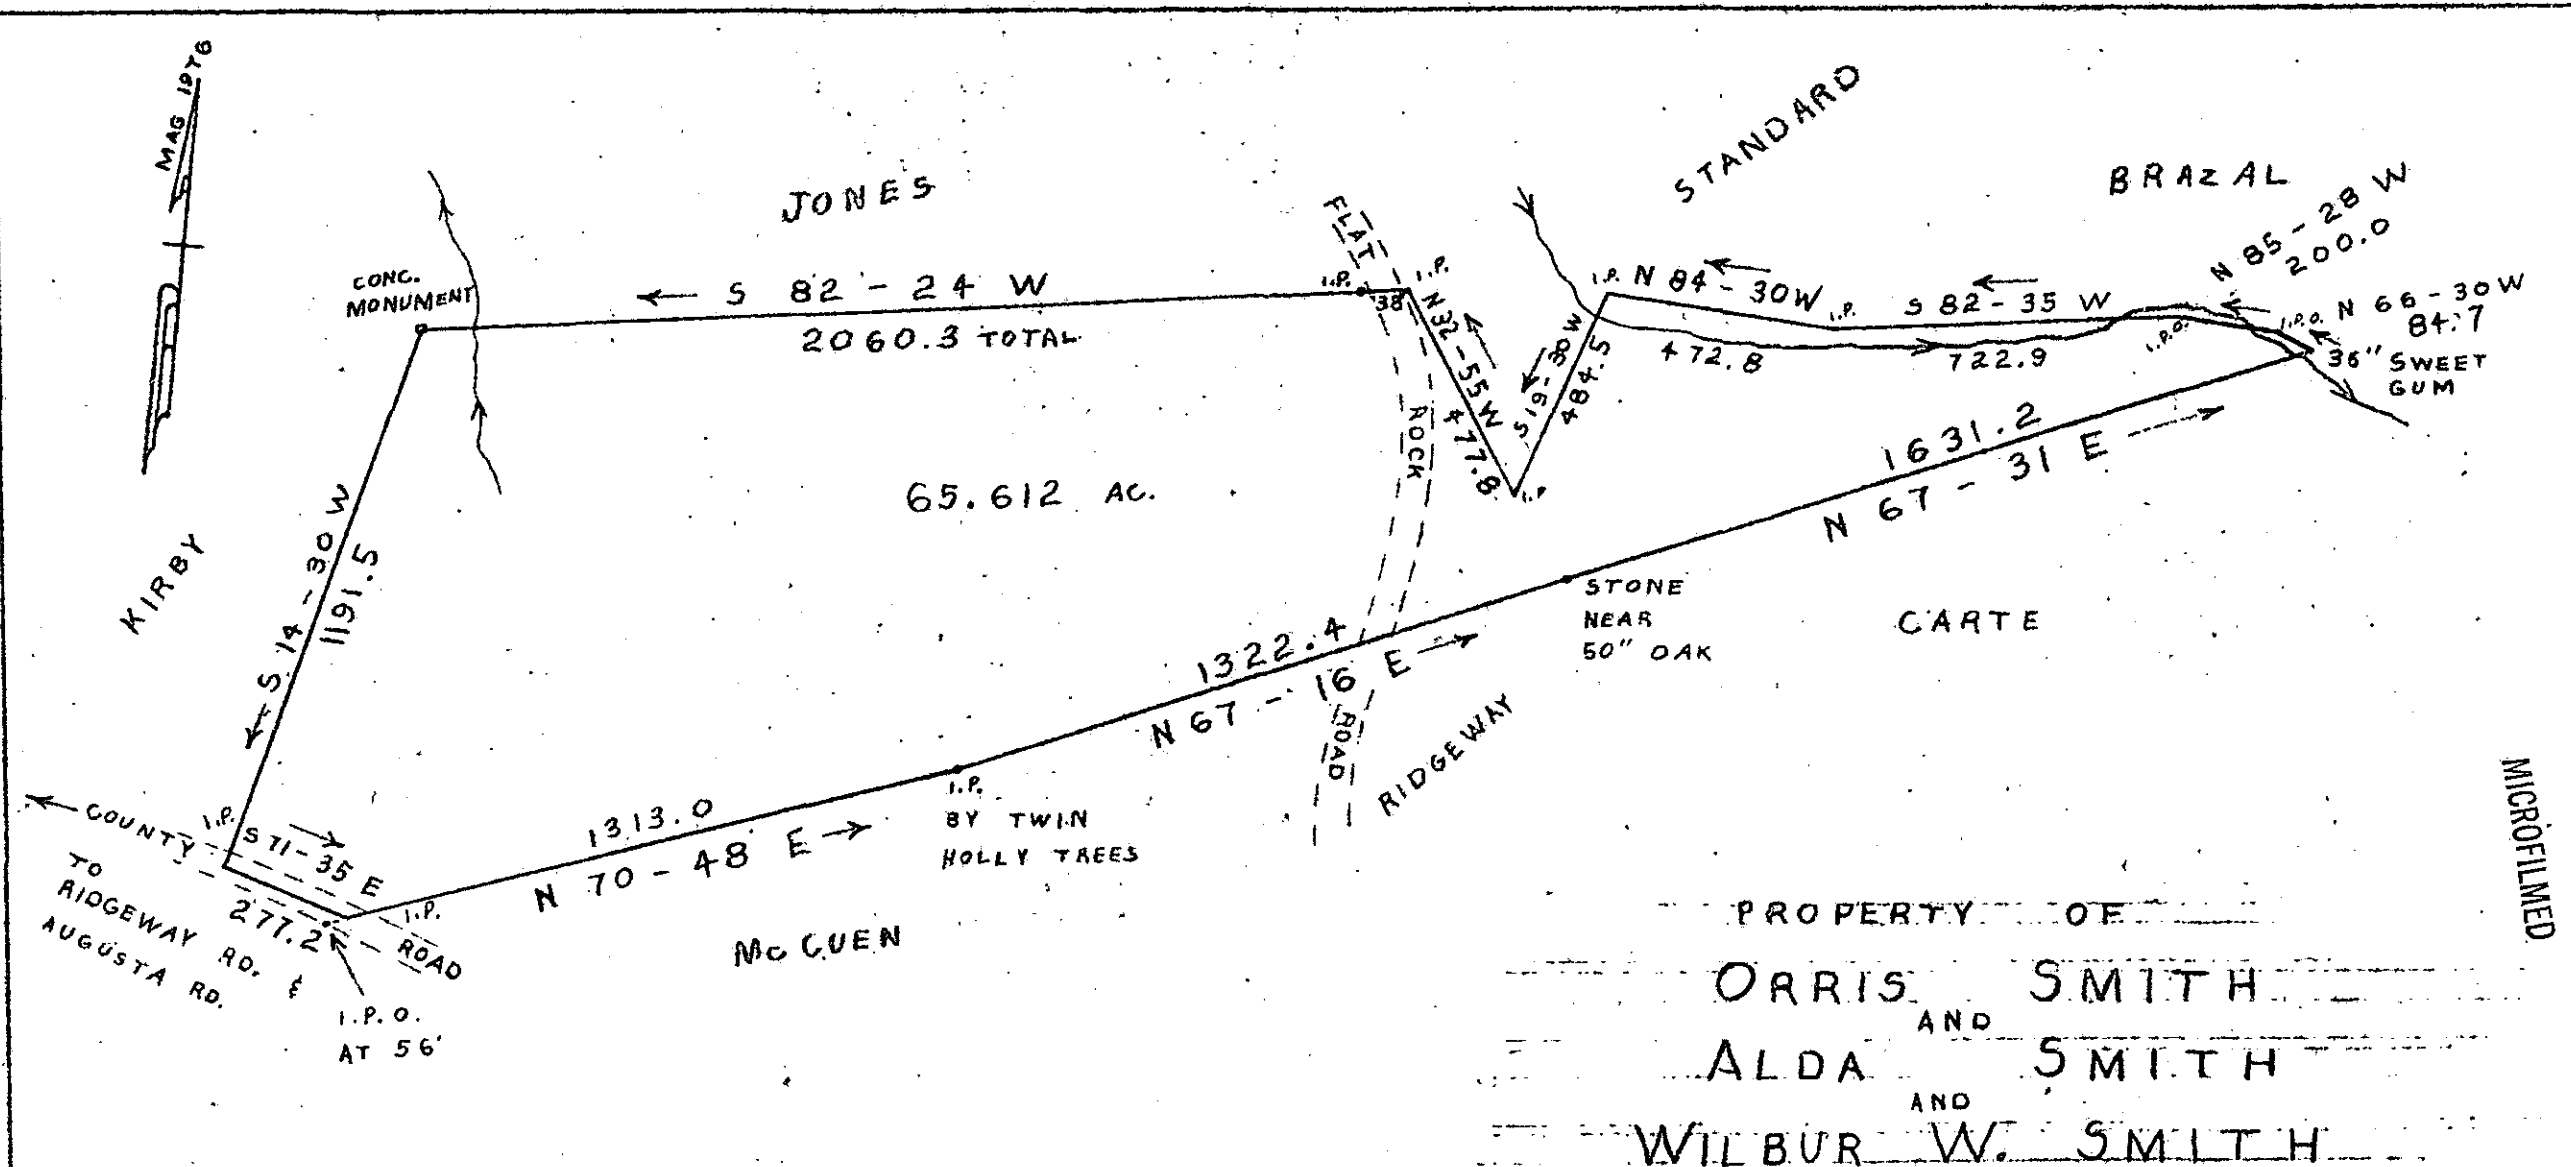 MAG 1976
JONES
STANDARD
BRAZAL
N 85 - 28 W
200.0
CONC.
MONUMENT
S 82 - 24 W
2060.3 TOTAL
I.P.
38
I.P.
FLAT
ROCK
ROAD
N 32 - 55 W
477.8
I.P.
S 19 - 30 W
484.5
I.P. N 84 - 30 W
472.8
I.P.
S 82 - 35 W
722.9
I.P.O.
I.P.O.
N 66 - 30 W
84.7
36" SWEET
GUM
65.612 AC.
KIRBY
S 14 - 30 W
1191.5
1631.2
N 67 - 31 E
STONE
NEAR
50" OAK
CARTE
1322.4
N 67 - 16 E
RIDGEWAY
I.P.
BY TWIN
HOLLY TREES
1313.0
N 70 - 48 E
McCUEN
COUNTY
ROAD
I.P.
S 71 - 35 E
277.2
I.P.
TO
RIDGEWAY RD. &
AUGUSTA RD.
I.P.O.
AT 56'
MICROFILMED
PROPERTY OF
ORRIS SMITH
AND
ALDA SMITH
AND
WILBUR W. SMITH